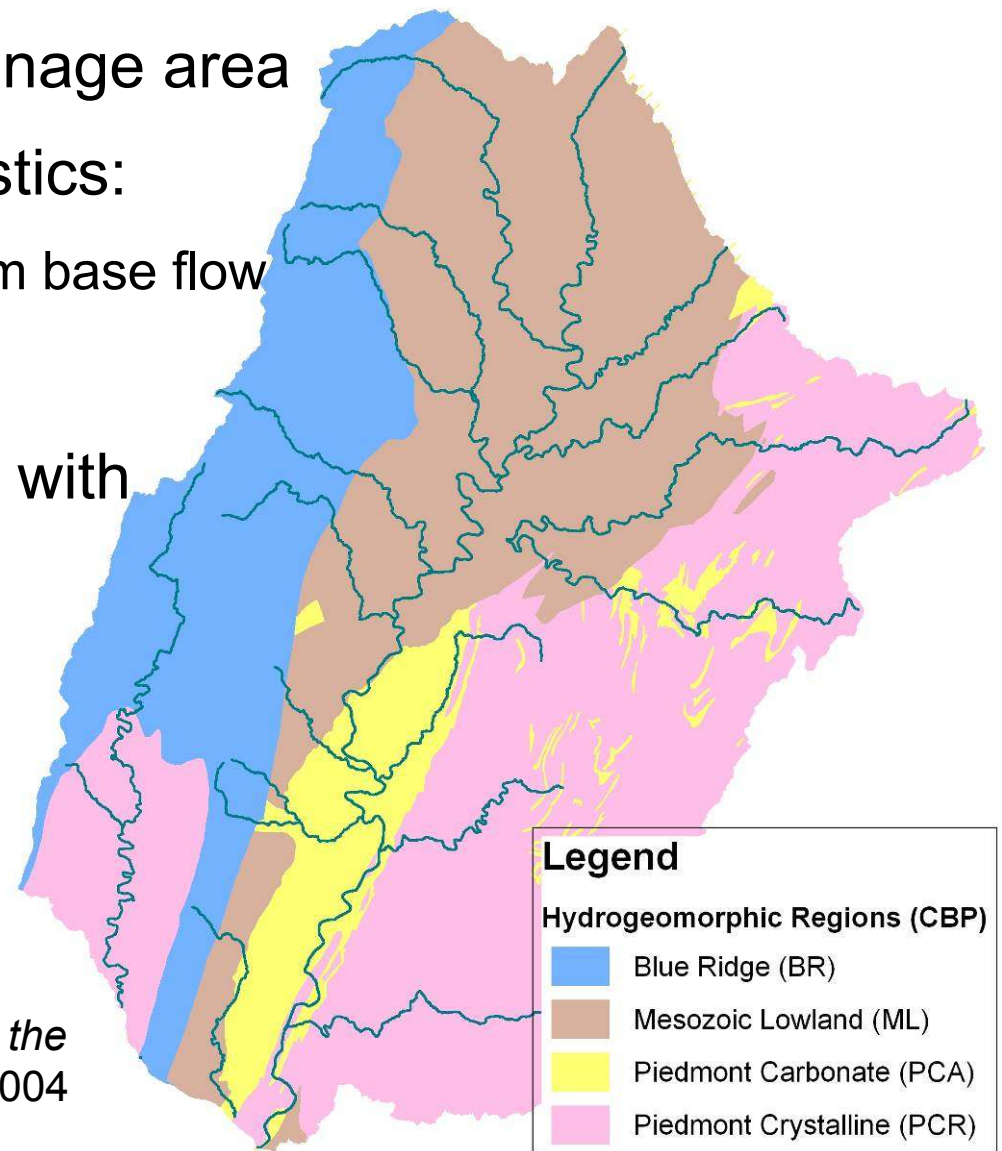 nage area
stics:
m base flow
with
the
004
Legend
Hydrogeomorphic Regions (CBP)
Blue Ridge (BR)
Mesozoic Lowland (ML)
Piedmont Carbonate (PCA)
Piedmont Crystalline (PCR)